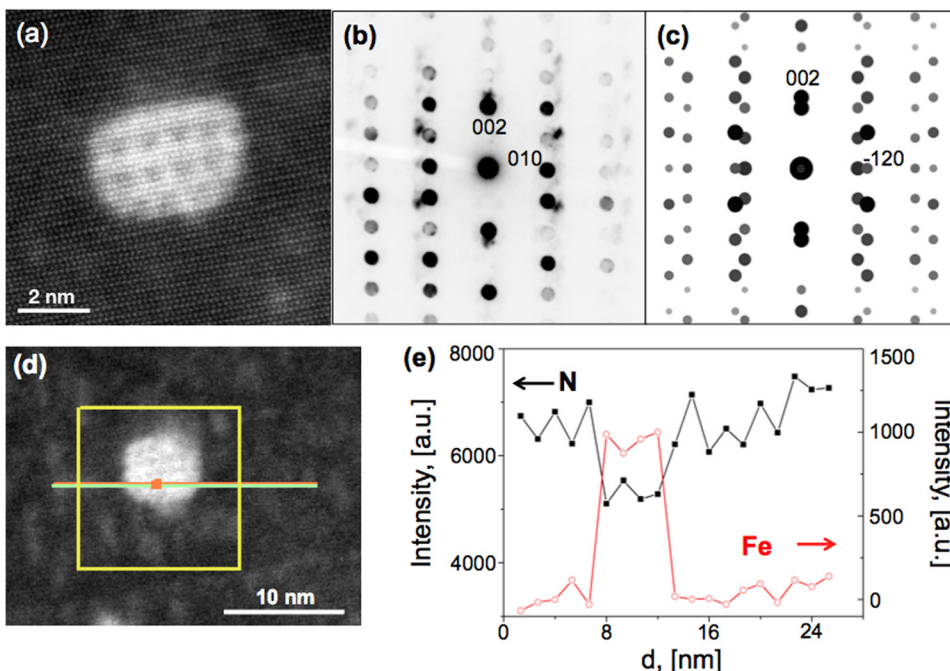 (a)
2 nm
(b)
002
010
(c)
002
-120
(d)
10 nm
(e)
8000
6000
4000
Intensity, [a.u.]
N
Fe
1500
1000
500
0
Intensity, [a.u.]
0 8 16 24
d, [nm]